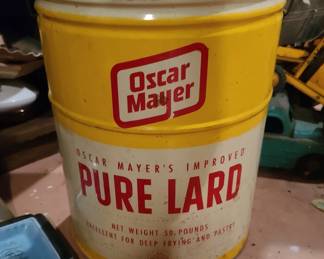 Oscar
Mayer
OSCAR MAYER'S IMPROVED
PURE LARD
NET WEIGHT 50 POUNDS
EXCELLENT FOR DEEP FRYING AND PASTRY